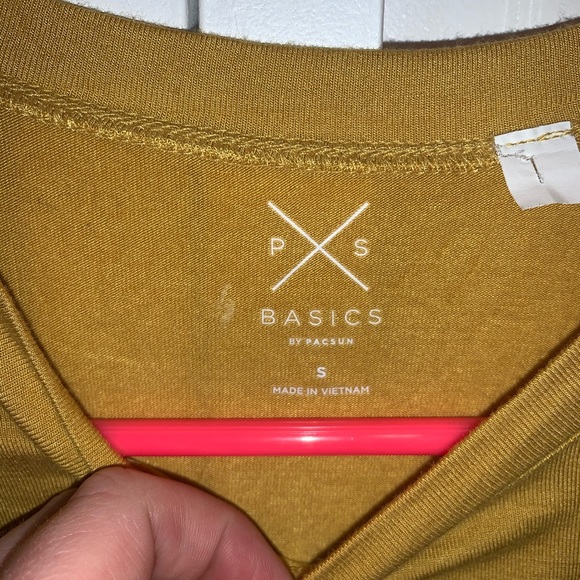 P S
BASICS
BY PACSUN
S
MADE IN VIETNAM